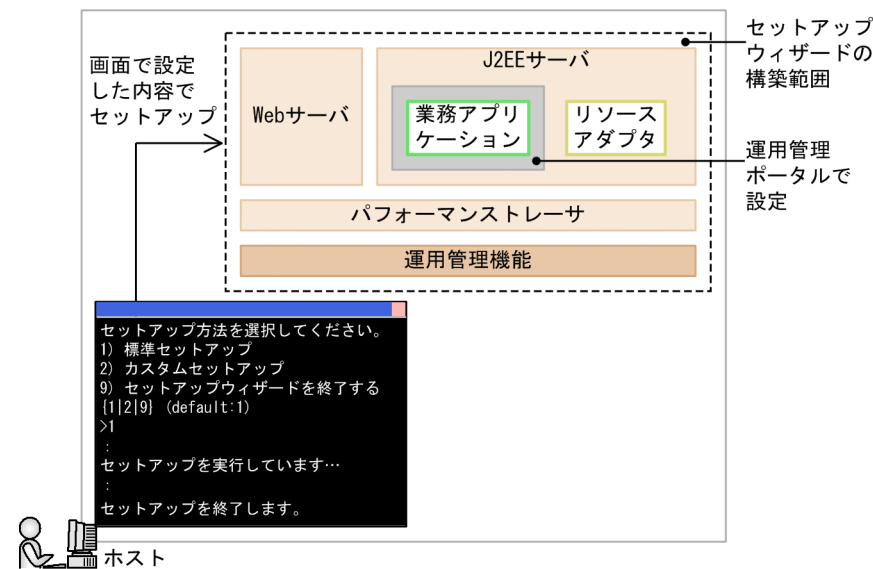 セットアップ
ウィザードの
構築範囲
画面で設定
した内容で
セットアップ
J2EEサーバ
Webサーバ
業務アプリ
ケーション
リソース
アダプタ
運用管理
ポータルで
設定
パフォーマンストレーサ
運用管理機能
セットアップ方法を選択してください。
1) 標準セットアップ
2) カスタムセットアップ
9) セットアップウィザードを終了する
{1|2|9} (default:1)
>1
:
セットアップを実行しています…
:
セットアップを終了します。
ホスト